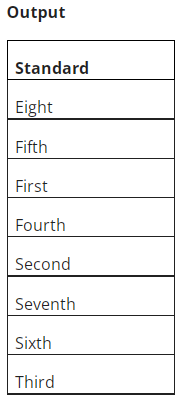 Output
Standard
Eight
Fifth
First
Fourth
Second
Seventh
Sixth
Third